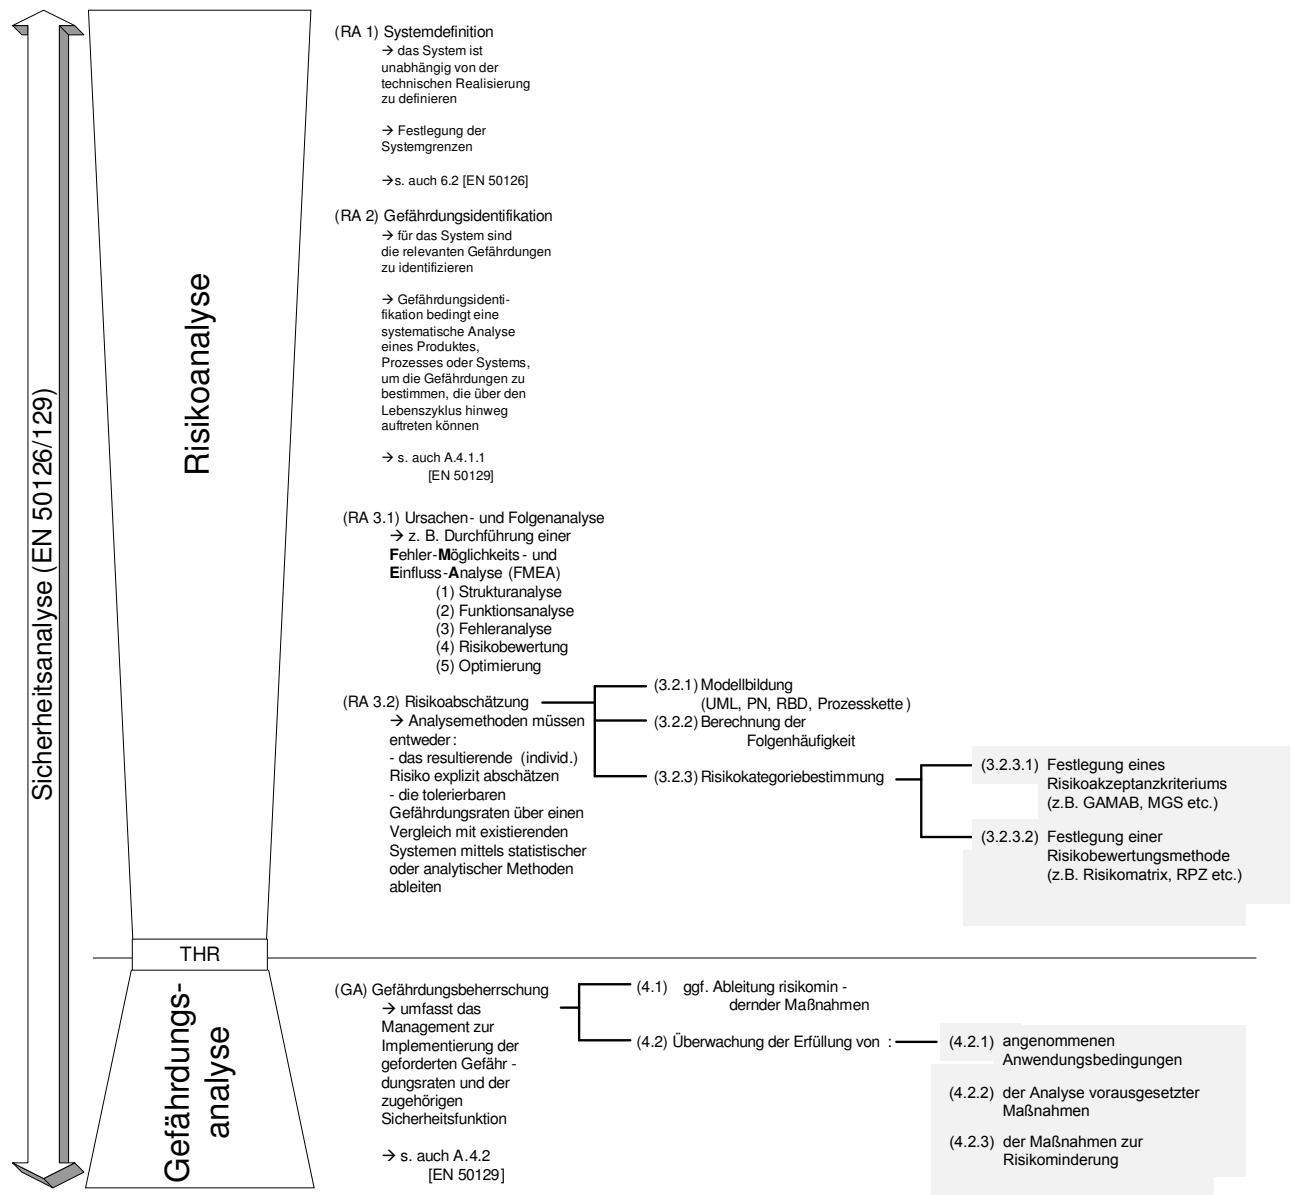 Sicherheitsanalyse (EN 50126/129)
Risikoanalyse
THR
Gefährdungs-
analyse
(RA 1) Systemdefinition
→ das System ist
unabhängig von der
technischen Realisierung
zu definieren
→ Festlegung der
Systemgrenzen
→s. auch 6.2 [EN 50126]
(RA 2) Gefährdungsidentifikation
→ für das System sind
die relevanten Gefährdungen
zu identifizieren
→ Gefährdungsidenti-
fikation bedingt eine
systematische Analyse
eines Produktes,
Prozesses oder Systems,
um die Gefährdungen zu
bestimmen, die über den
Lebenszyklus hinweg
auftreten können
→ s. auch A.4.1.1
[EN 50129]
(RA 3.1) Ursachen- und Folgenanalyse
→ z. B. Durchführung einer
Fehler-Möglichkeits- und
Einfluss-Analyse (FMEA)
(1) Strukturanalyse
(2) Funktionsanalyse
(3) Fehleranalyse
(4) Risikobewertung
(5) Optimierung
(RA 3.2) Risikoabschätzung
→ Analysemethoden müssen
entweder:
- das resultierende (individ.)
Risiko explizit abschätzen
- die tolerierbaren
Gefährdungsraten über einen
Vergleich mit existierenden
Systemen mittels statistischer
oder analytischer Methoden
ableiten
(3.2.1) Modellbildung
(UML, PN, RBD, Prozesskette)
(3.2.2) Berechnung der
Folgenhäufigkeit
(3.2.3) Risikokategoriebestimmung
(3.2.3.1) Festlegung eines
Risikoakzeptanzkriteriums
(z.B. GAMAB, MGS etc.)
(3.2.3.2) Festlegung einer
Risikobewertungsmethode
(z.B. Risikomatrix, RPZ etc.)
(GA) Gefährdungsbeherrschung
→ umfasst das
Management zur
Implementierung der
geforderten Gefähr-
dungsraten und der
zugehörigen
Sicherheitsfunktion
→ s. auch A.4.2
[EN 50129]
(4.1) ggf. Ableitung risikomin-
dernder Maßnahmen
(4.2) Überwachung der Erfüllung von :
(4.2.1) angenommenen
Anwendungsbedingungen
(4.2.2) der Analyse vorausgesetzter
Maßnahmen
(4.2.3) der Maßnahmen zur
Risikominderung